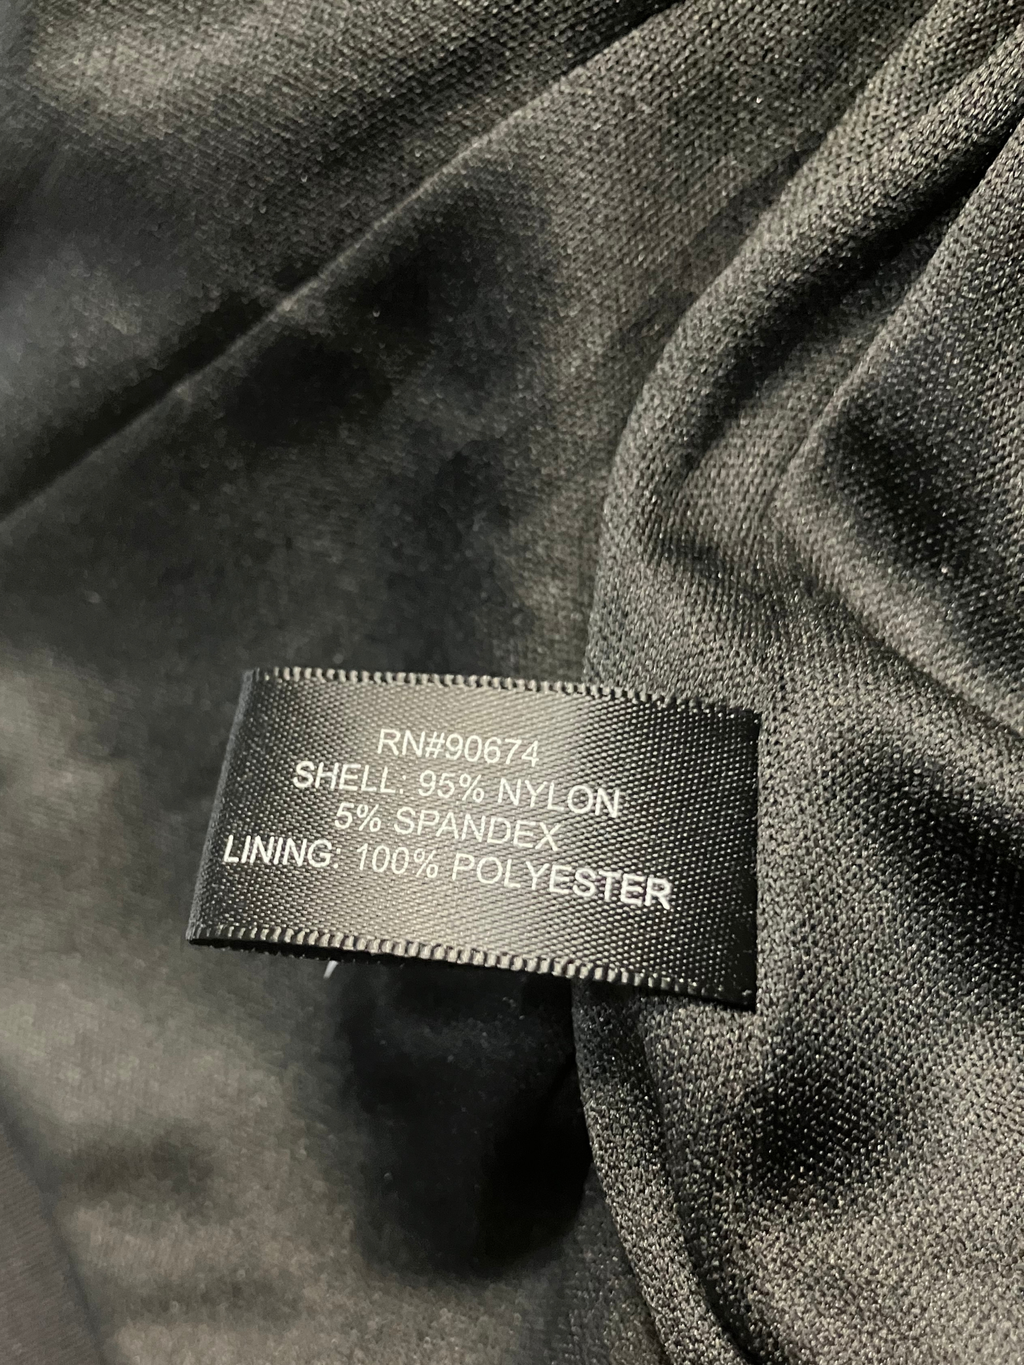 RN#90674
SHELL: 95% NYLON
5% SPANDEX
LINING: 100% POLYESTER